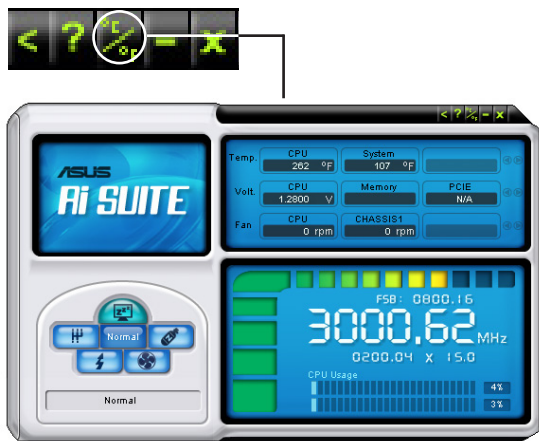 < ? °C/°F - x
< ? °C/°F - x
ASUS
Ai SUITE
Temp. CPU System
262 °F 107 °F
Volt. CPU Memory PCIE
1.2800 V N/A
Fan CPU CHASSIS1
0 rpm 0 rpm
Normal
Normal
FSB: 0800.16
3000.62 MHz
0200.04 X 15.0
CPU Usage
4%
3%